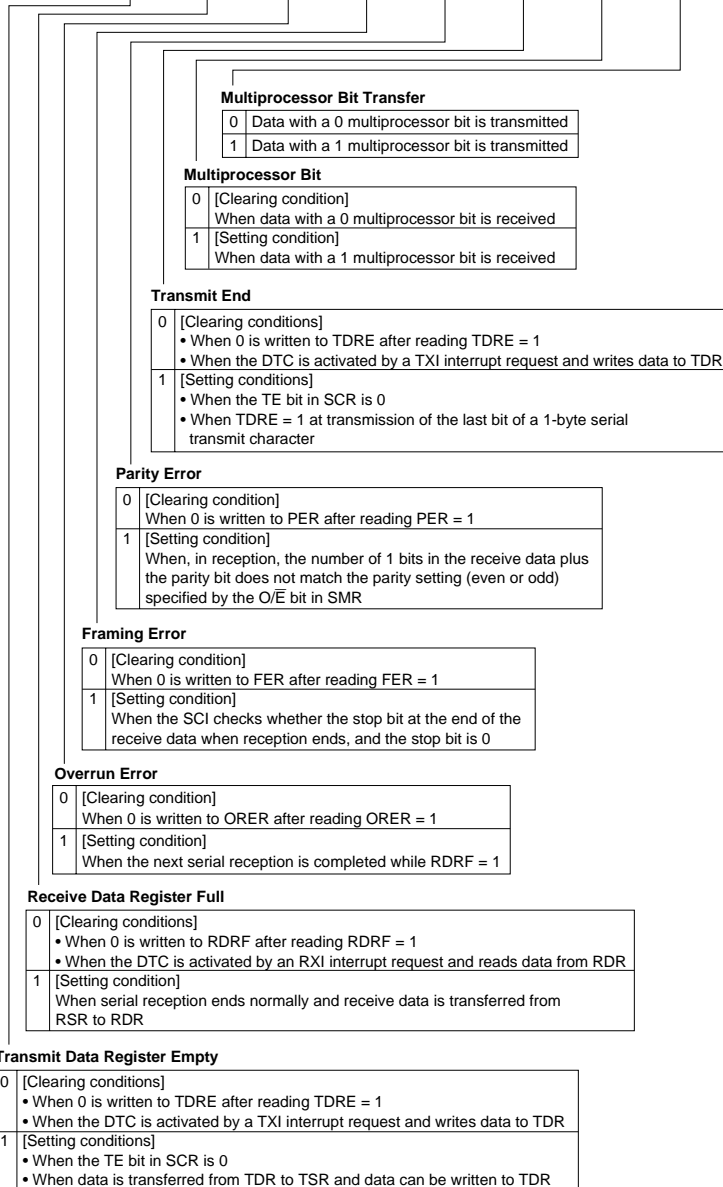 Multiprocessor Bit Transfer
0 Data with a 0 multiprocessor bit is transmitted
1 Data with a 1 multiprocessor bit is transmitted
Multiprocessor Bit
0 [Clearing condition]
When data with a 0 multiprocessor bit is received
1 [Setting condition]
When data with a 1 multiprocessor bit is received
Transmit End
0 [Clearing conditions]
• When 0 is written to TDRE after reading TDRE = 1
• When the DTC is activated by a TXI interrupt request and writes data to TDR
1 [Setting conditions]
• When the TE bit in SCR is 0
• When TDRE = 1 at transmission of the last bit of a 1-byte serial
transmit character
Parity Error
0 [Clearing condition]
When 0 is written to PER after reading PER = 1
1 [Setting condition]
When, in reception, the number of 1 bits in the receive data plus
the parity bit does not match the parity setting (even or odd)
specified by the O/E̅ bit in SMR
Framing Error
0 [Clearing condition]
When 0 is written to FER after reading FER = 1
1 [Setting condition]
When the SCI checks whether the stop bit at the end of the
receive data when reception ends, and the stop bit is 0
Overrun Error
0 [Clearing condition]
When 0 is written to ORER after reading ORER = 1
1 [Setting condition]
When the next serial reception is completed while RDRF = 1
Receive Data Register Full
0 [Clearing conditions]
• When 0 is written to RDRF after reading RDRF = 1
• When the DTC is activated by an RXI interrupt request and reads data from RDR
1 [Setting condition]
When serial reception ends normally and receive data is transferred from
RSR to RDR
Transmit Data Register Empty
0 [Clearing conditions]
• When 0 is written to TDRE after reading TDRE = 1
• When the DTC is activated by a TXI interrupt request and writes data to TDR
1 [Setting conditions]
• When the TE bit in SCR is 0
• When data is transferred from TDR to TSR and data can be written to TDR